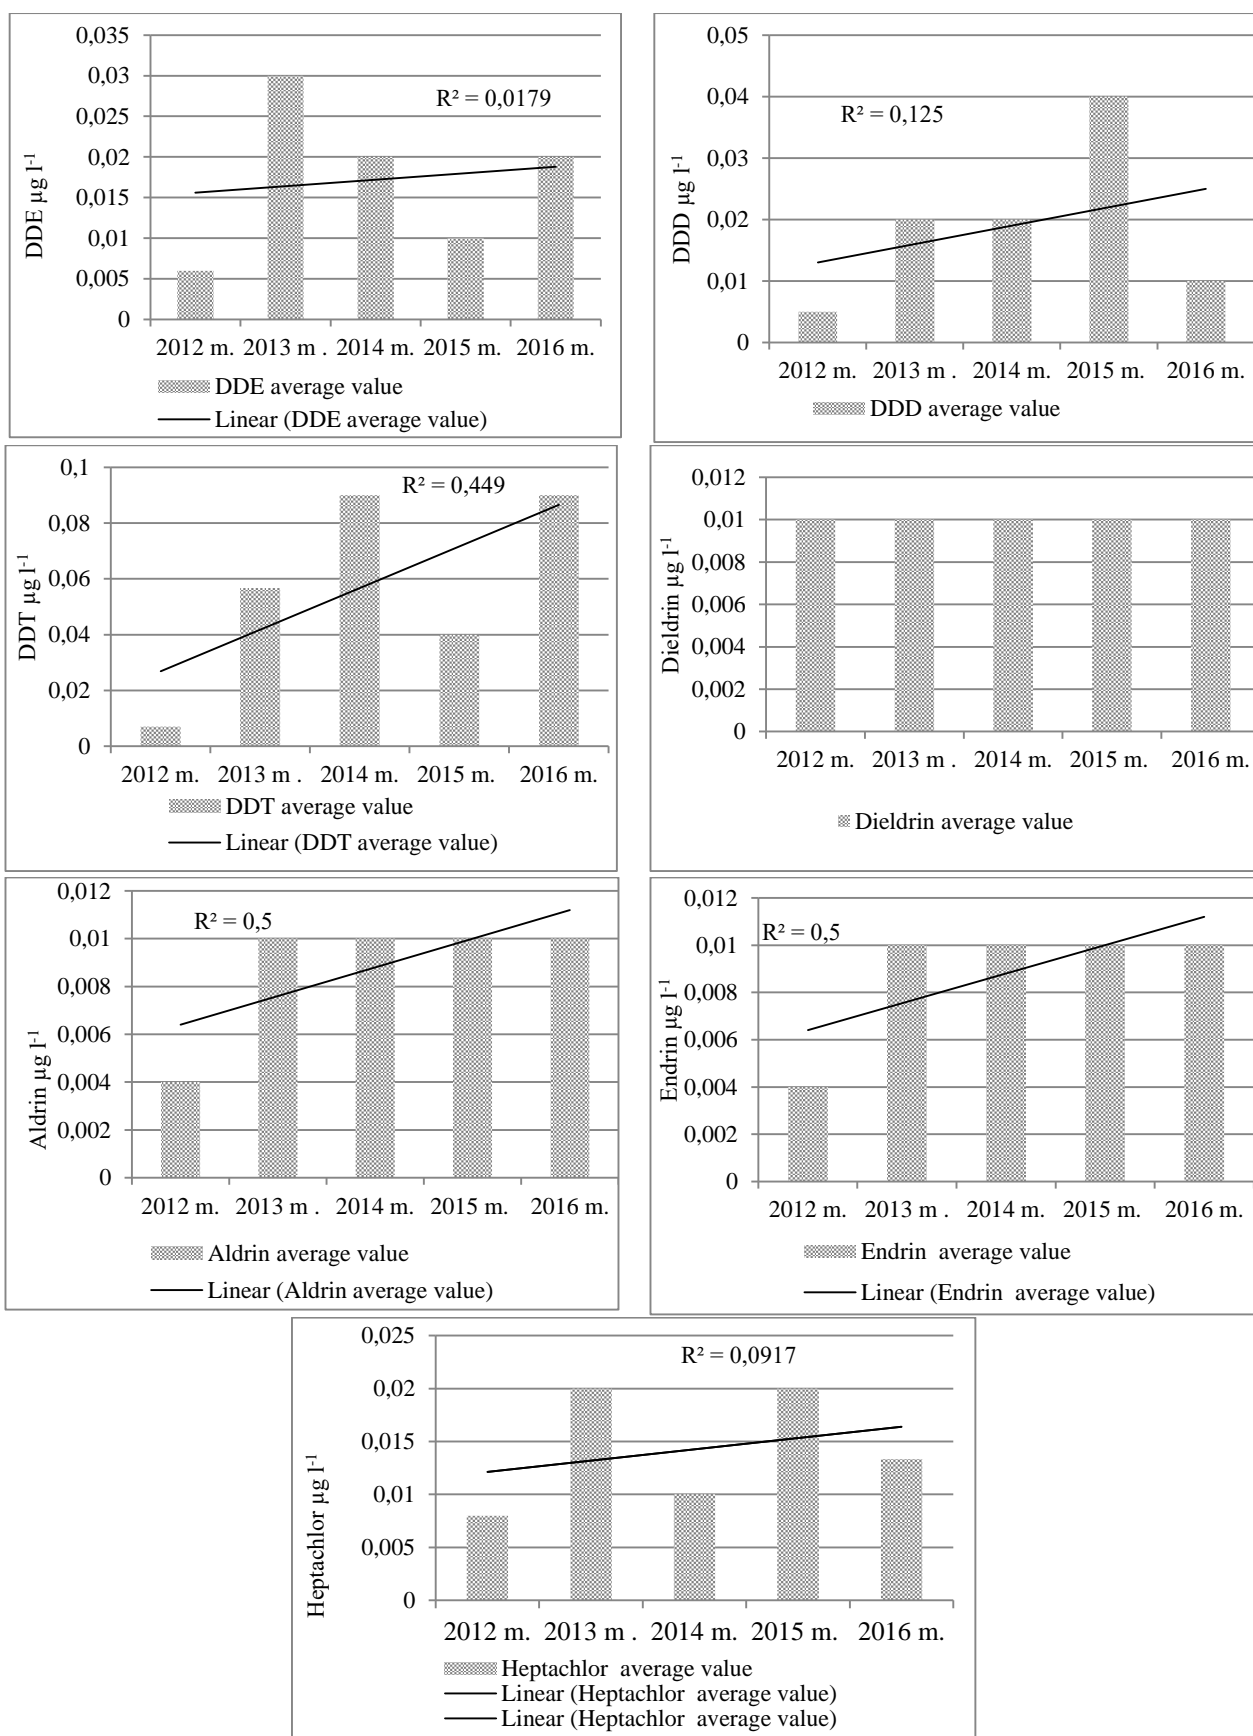 0,035
0,03
0,025
0,02
0,015
0,01
0,005
0
DDE µg l⁻¹
R² = 0,0179
2012 m. 2013 m . 2014 m. 2015 m. 2016 m.
DDE average value
Linear (DDE average value)
0,05
0,04
0,03
0,02
0,01
0
DDD µg l⁻¹
R² = 0,125
2012 m. 2013 m . 2014 m. 2015 m. 2016 m.
DDD average value
0,1
0,08
0,06
0,04
0,02
0
DDT µg l⁻¹
R² = 0,449
2012 m. 2013 m . 2014 m. 2015 m. 2016 m.
DDT average value
Linear (DDT average value)
0,012
0,01
0,008
0,006
0,004
0,002
0
Dieldrin µg l⁻¹
2012 m. 2013 m . 2014 m. 2015 m. 2016 m.
Dieldrin average value
0,012
0,01
0,008
0,006
0,004
0,002
0
Aldrin µg l⁻¹
R² = 0,5
2012 m. 2013 m . 2014 m. 2015 m. 2016 m.
Aldrin average value
Linear (Aldrin average value)
0,012
0,01
0,008
0,006
0,004
0,002
0
Endrin µg l⁻¹
R² = 0,5
2012 m. 2013 m . 2014 m. 2015 m. 2016 m.
Endrin average value
Linear (Endrin average value)
0,025
0,02
0,015
0,01
0,005
0
Heptachlor µg l⁻¹
R² = 0,0917
2012 m. 2013 m . 2014 m. 2015 m. 2016 m.
Heptachlor average value
Linear (Heptachlor average value)
Linear (Heptachlor average value)